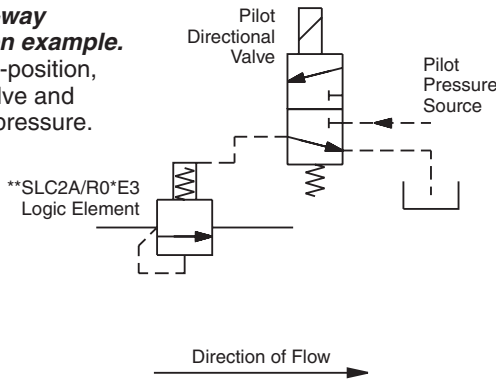 way
n example.
-position,
lve and
pressure.
Pilot
Directional
Valve
Pilot
Pressure
Source
**SLC2A/R0*E3
Logic Element
Direction of Flow